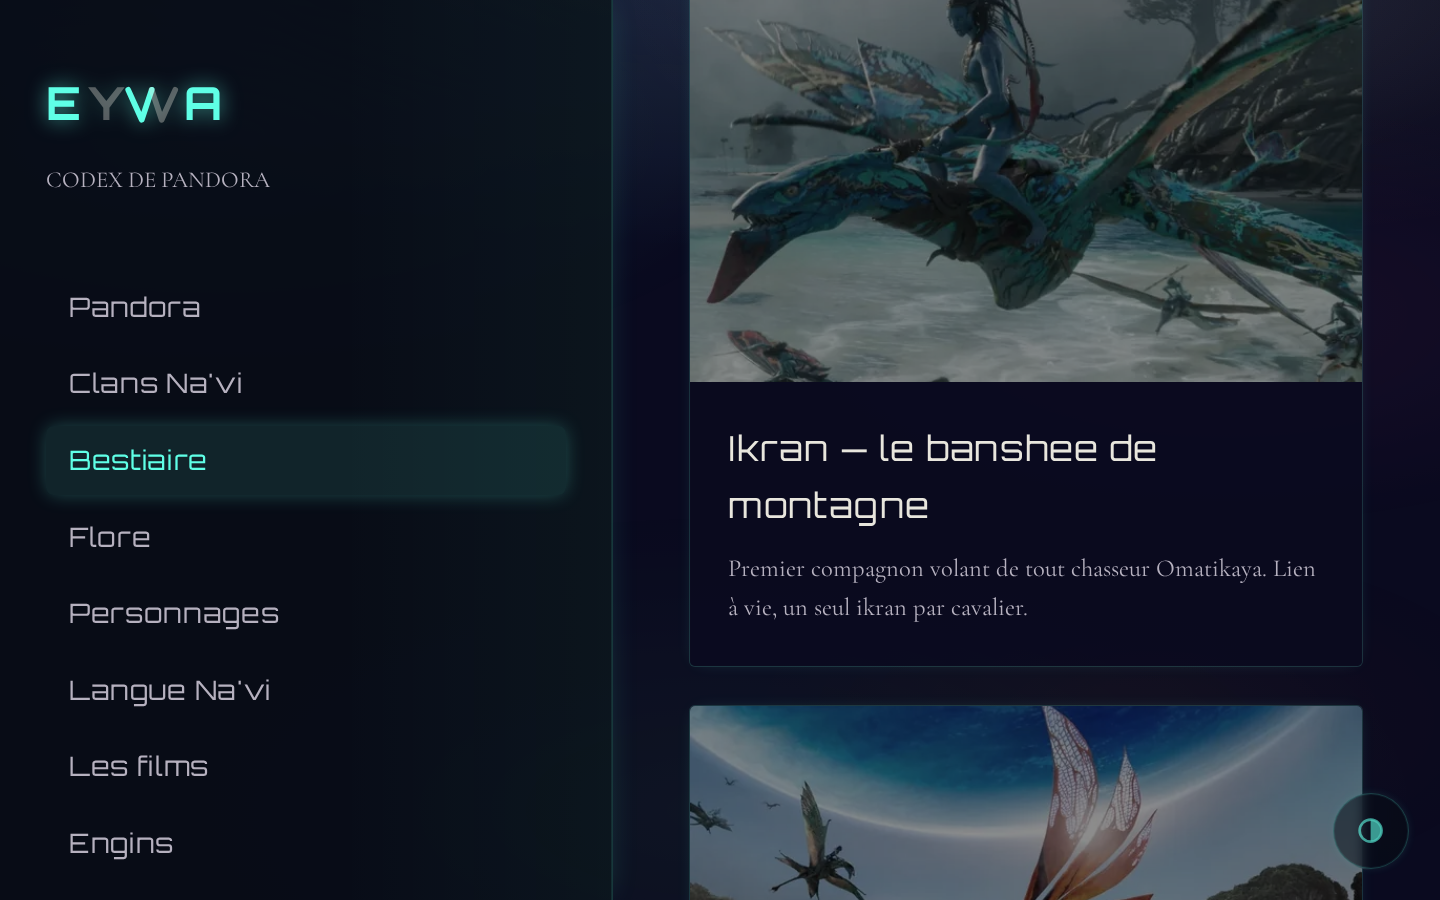 EYWA
CODEX DE PANDORA
Pandora
Clans Na'vi
Bestiaire
Flore
Personnages
Langue Na'vi
Les films
Engins
Ikran — le banshee de
montagne
Premier compagnon volant de tout chasseur Omatikaya. Lien
à vie, un seul ikran par cavalier.